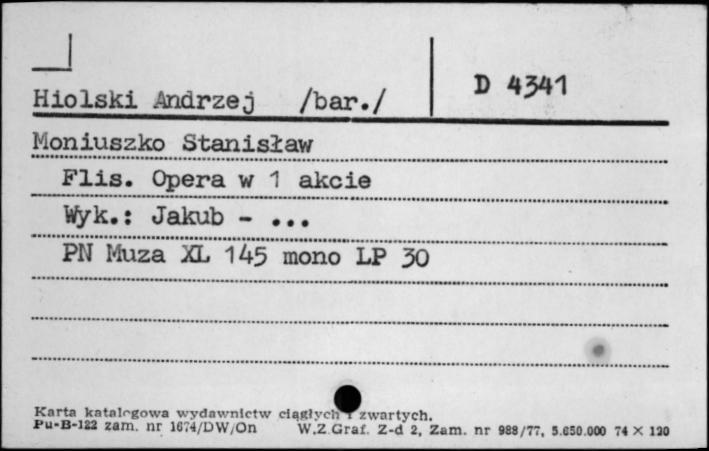 D 4341
Hiolski Andrzej /bar./
Moniuszko Stanisław
Flis. Opera w 1 akcie
Wyk.: Jakub - ...
PN Muza XL 145 mono LP 30
Karta katalogowa wydawnictw ciągłych i zwartych.
Pu-B-122 zam. nr 1674/DW/On W.Z.Graf. Z-d 2, Zam. nr 988/77, 5.650.000 74 × 120